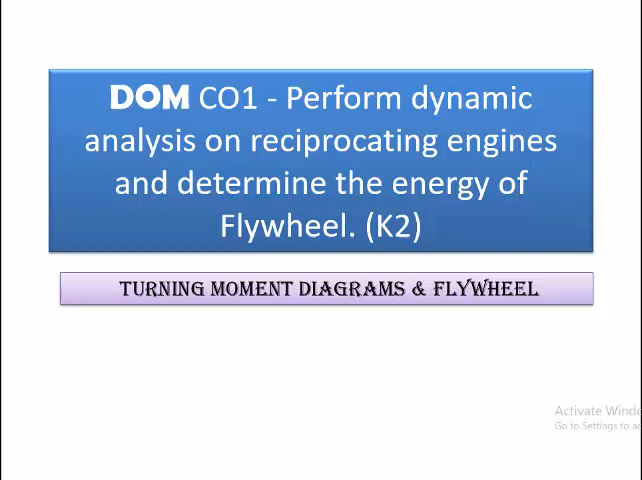 DOM CO1 - Perform dynamic
analysis on reciprocating engines
and determine the energy of
Flywheel. (K2)
TURNING MOMENT DIAGRAMS & FLYWHEEL
Activate Windo
Go to Settings to a